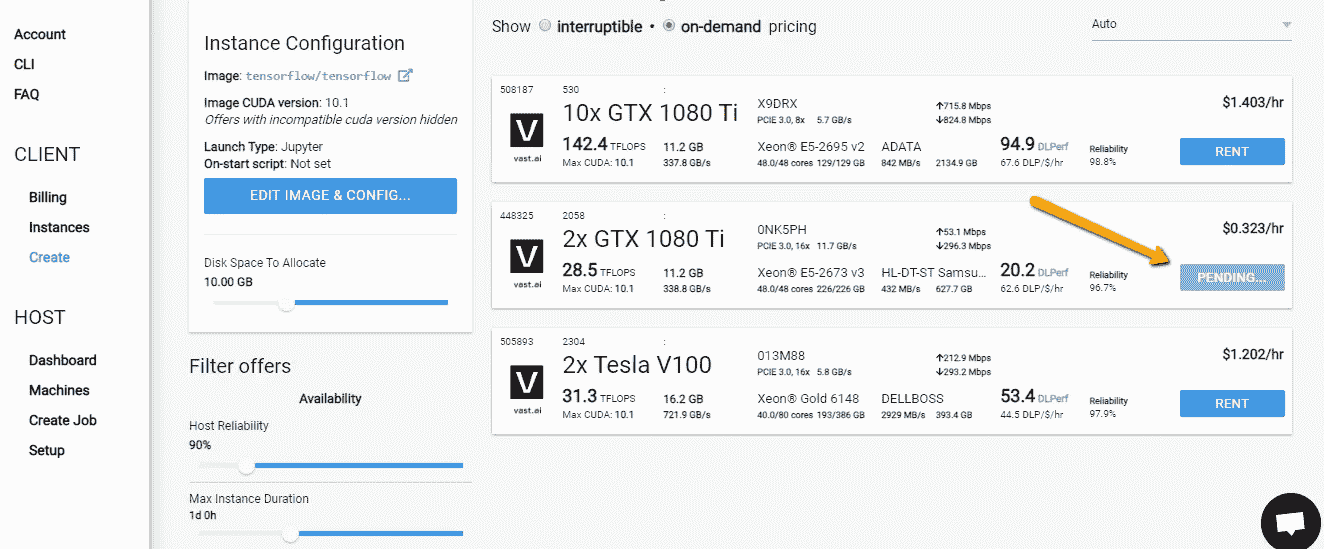 Account
CLI
FAQ
CLIENT
Billing
Instances
Create
HOST
Dashboard
Machines
Create Job
Setup
Instance Configuration
Image: tensorflow/tensorflow
Image CUDA version: 10.1
Offers with incompatible cuda version hidden
Launch Type: Jupyter
On-start script: Not set
EDIT IMAGE & CONFIG...
Disk Space To Allocate
10.00 GB
Filter offers
Availability
Host Reliability
90%
Max Instance Duration
1d 0h
Show interruptible • on-demand pricing
Auto
508187 530 :
10x GTX 1080 Ti X9DRX ↑715.8 Mbps $1.403/hr
PCIE 3.0, 8x 5.7 GB/s ↓824.8 Mbps
V
vast.ai
142.4 TFLOPS 11.2 GB Xeon® E5-2695 v2 ADATA 94.9 DLPerf Reliability RENT
Max CUDA: 10.1 337.8 GB/s 48.0/48 cores 129/129 GB 842 MB/s 2134.9 GB 67.6 DLP/$/hr 98.8%
448325 2058 :
2x GTX 1080 Ti 0NK5PH ↑53.1 Mbps $0.323/hr
PCIE 3.0, 16x 11.7 GB/s ↓296.3 Mbps
V
vast.ai
28.5 TFLOPS 11.2 GB Xeon® E5-2673 v3 HL-DT-ST Samsu... 20.2 DLPerf Reliability PENDING...
Max CUDA: 10.1 338.8 GB/s 48.0/48 cores 226/226 GB 432 MB/s 627.7 GB 62.6 DLP/$/hr 96.7%
505893 2304 :
2x Tesla V100 013M88 ↑212.9 Mbps $1.202/hr
PCIE 3.0, 16x 5.8 GB/s ↓293.2 Mbps
V
vast.ai
31.3 TFLOPS 16.2 GB Xeon® Gold 6148 DELLBOSS 53.4 DLPerf Reliability RENT
Max CUDA: 10.1 721.9 GB/s 40.0/80 cores 193/386 GB 2929 MB/s 393.4 GB 44.5 DLP/$/hr 97.9%